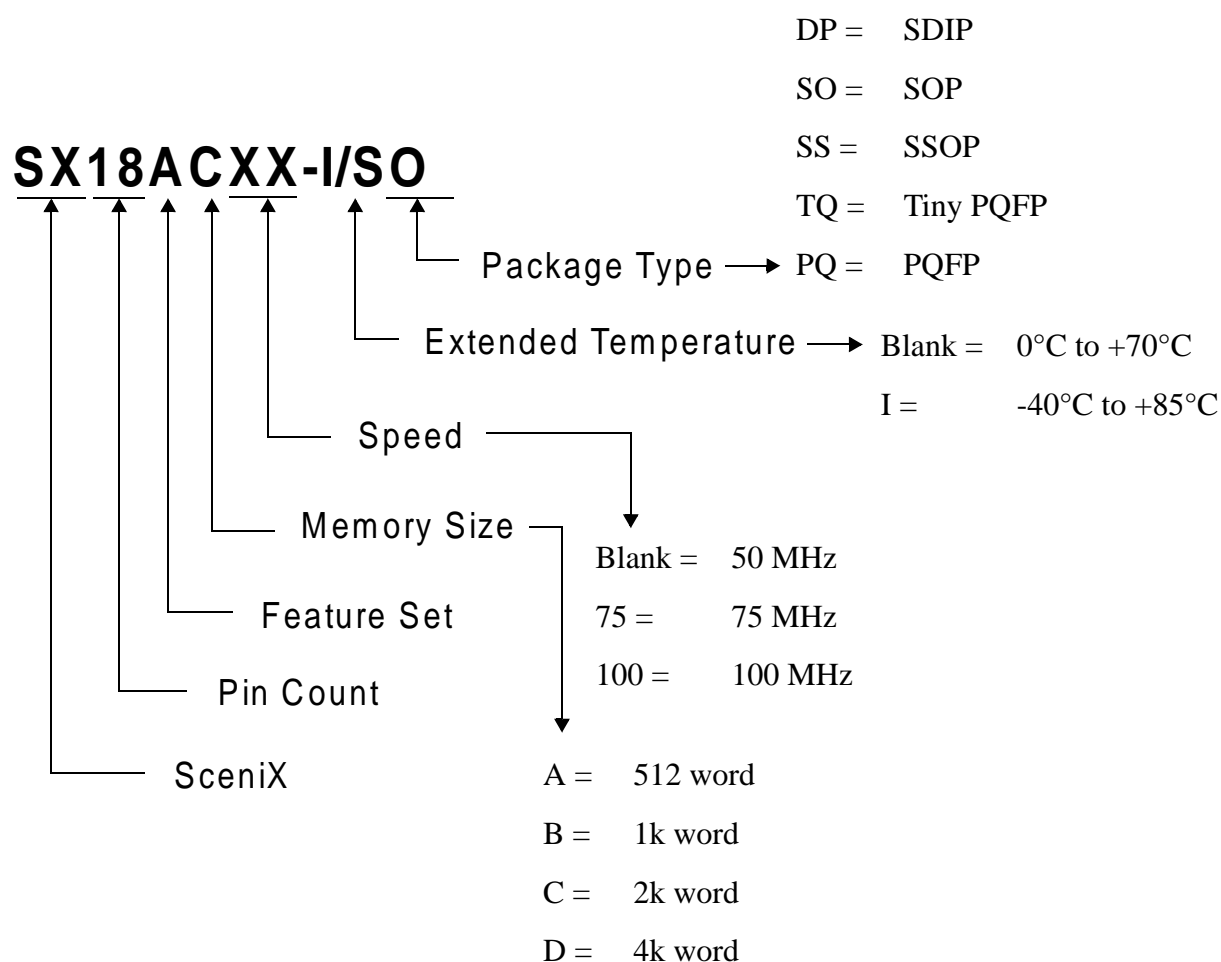 DP = SDIP
SO = SOP
SS = SSOP
TQ = Tiny PQFP
SX18ACXX-I/SO
Package Type
PQ = PQFP
Extended Temperature
Blank = 0°C to +70°C
I = -40°C to +85°C
Speed
Memory Size
Blank = 50 MHz
75 = 75 MHz
100 = 100 MHz
Feature Set
Pin Count
SceniX
A = 512 word
B = 1k word
C = 2k word
D = 4k word